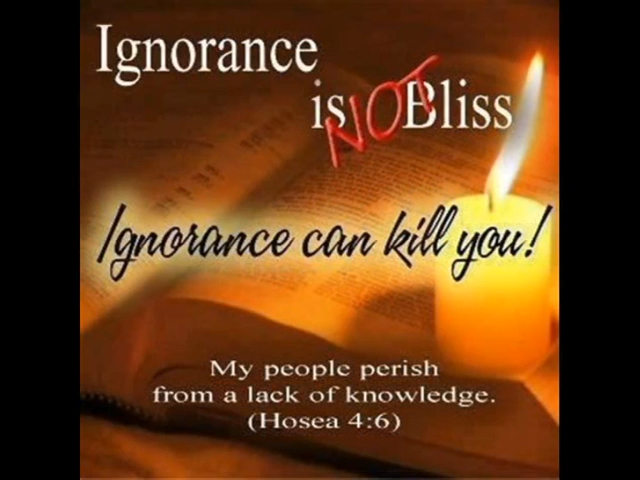 Ignorance
is NOT Bliss
Ignorance can kill you!
My people perish
from a lack of knowledge.
(Hosea 4:6)